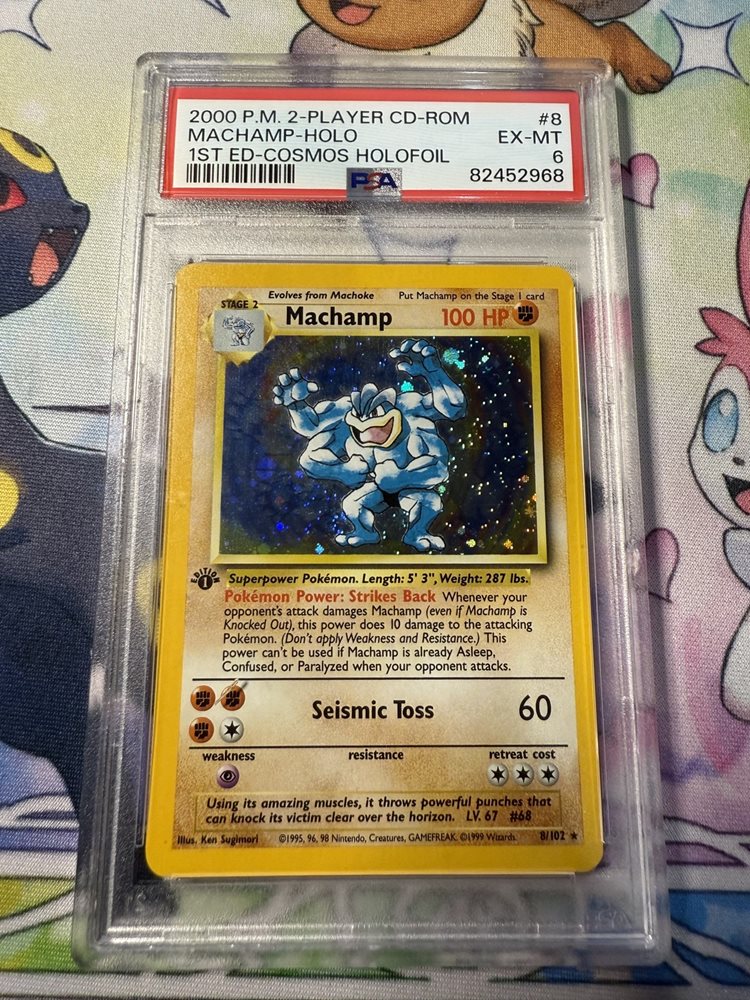 2000 P.M. 2-PLAYER CD-ROM #8
MACHAMP-HOLO EX-MT
1ST ED-COSMOS HOLOFOIL 6
PSA 82452968
Evolves from Machoke Put Machamp on the Stage 1 card
STAGE 2
Machamp 100 HP
EDITION 1
Superpower Pokémon. Length: 5' 3", Weight: 287 lbs.
Pokémon Power: Strikes Back Whenever your
opponent's attack damages Machamp (even if Machamp is
Knocked Out), this power does 10 damage to the attacking
Pokémon. (Don't apply Weakness and Resistance.) This
power can't be used if Machamp is already Asleep,
Confused, or Paralyzed when your opponent attacks.
Seismic Toss 60
weakness resistance retreat cost
Using its amazing muscles, it throws powerful punches that
can knock its victim clear over the horizon. LV. 67 #68
Illus. Ken Sugimori ©1995, 96, 98 Nintendo, Creatures, GAMEFREAK. ©1999 Wizards. 8/102 ★